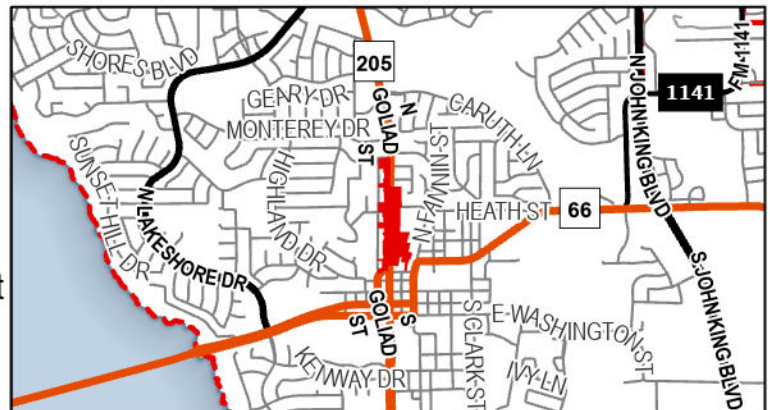 SHORES BLVD
205
GEARY DR
N GOLIAD ST
MONTEREY DR
CARUTH LN
N JOHN KING BLVD
1141
FM-1141
SUNSET HILL DR
HIGHLAND DR
N FANNIN ST
HEATH ST
66
N LAKESHORE DR
S GOLIAD ST
S CLARK ST
E WASHINGTON ST
S JOHN KING BLVD
KENWAY DR
IVY LN
t